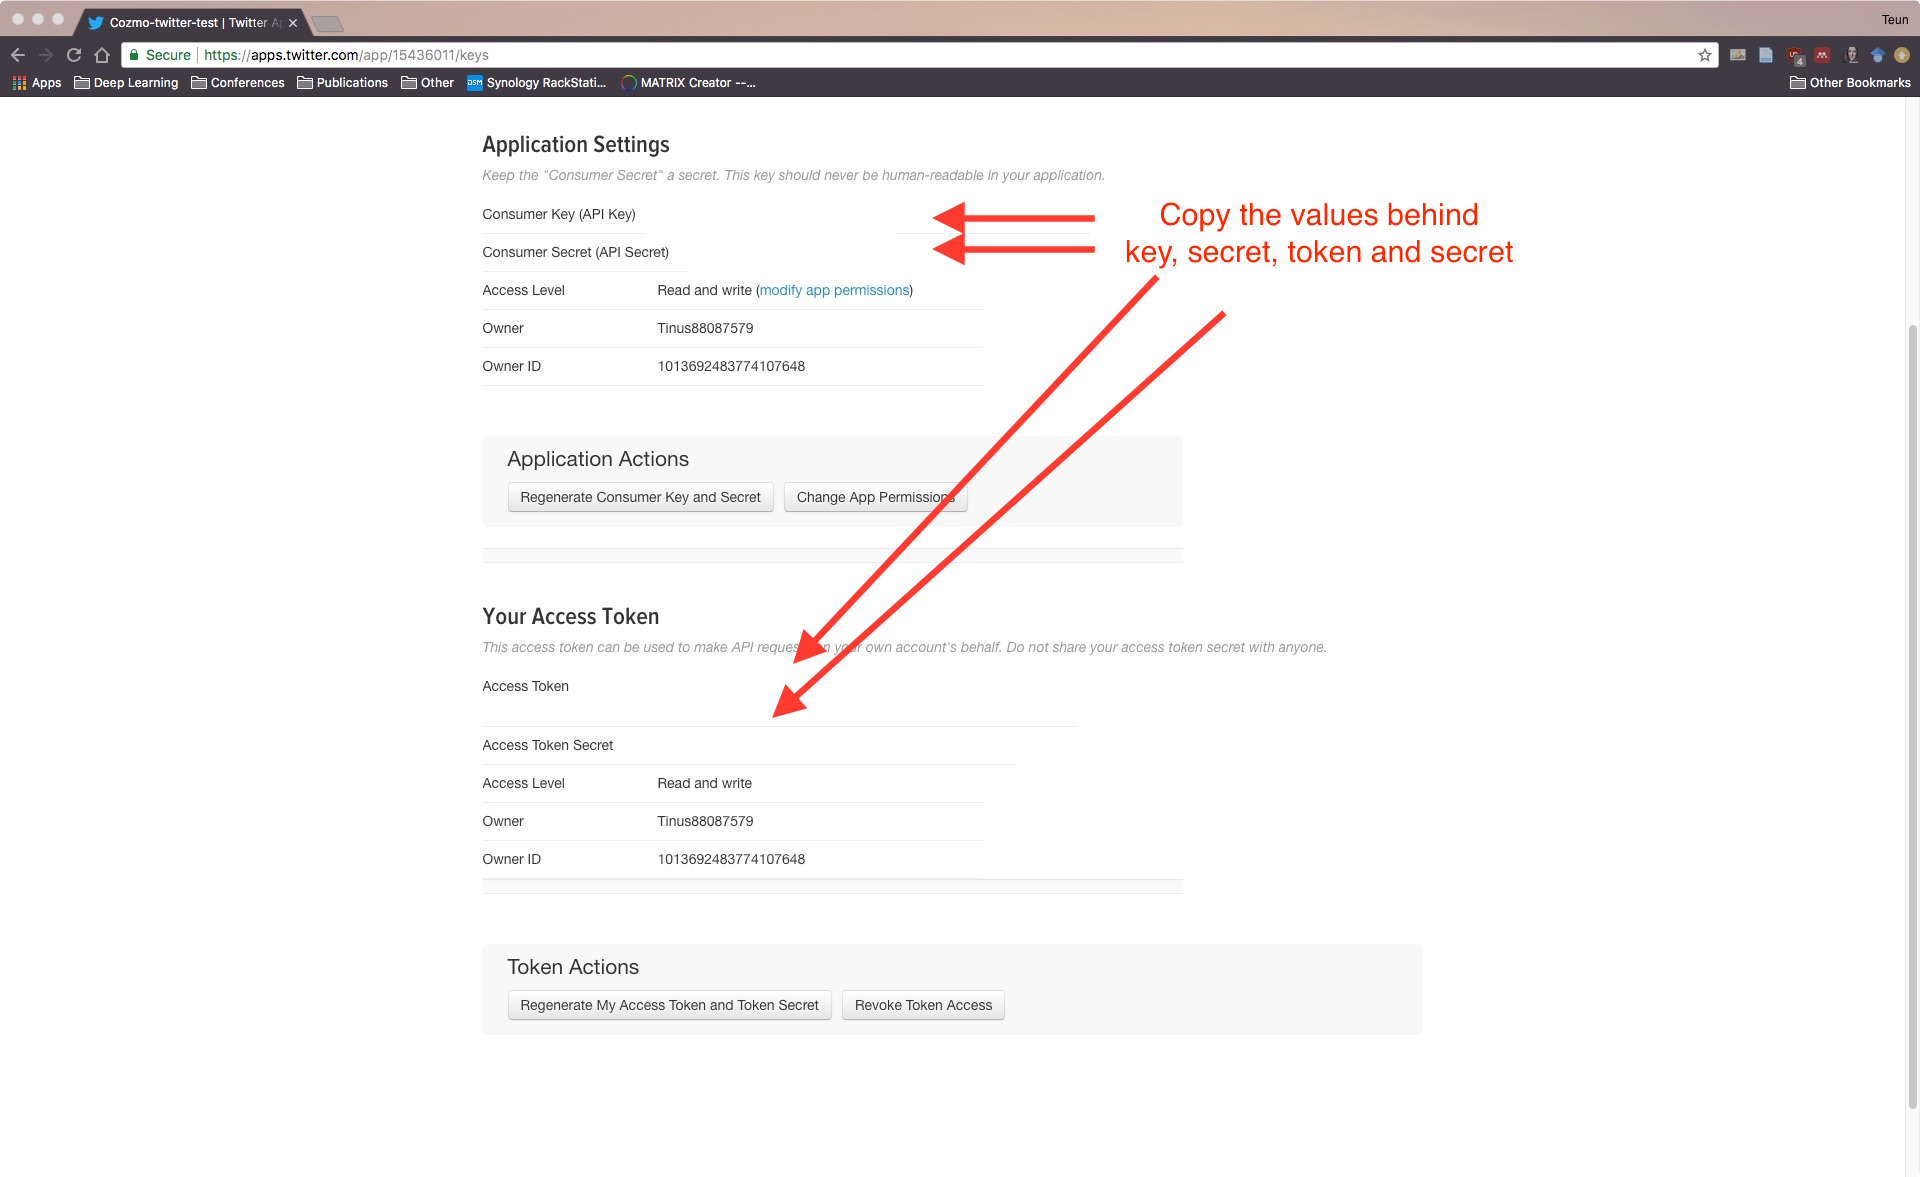 Cozmo-twitter-test | Twitter Ap
Teun
Secure https://apps.twitter.com/app/15436011/keys
4
Apps Deep Learning Conferences Publications Other DSM Synology RackStati... MATRIX Creator --... Other Bookmarks
Application Settings
Keep the "Consumer Secret" a secret. This key should never be human-readable in your application.
Consumer Key (API Key)
Consumer Secret (API Secret)
Copy the values behind
key, secret, token and secret
Access Level Read and write (modify app permissions)
Owner Tinus88087579
Owner ID 1013692483774107648
Application Actions
Regenerate Consumer Key and Secret Change App Permissions
Your Access Token
This access token can be used to make API requests on your own account's behalf. Do not share your access token secret with anyone.
Access Token
Access Token Secret
Access Level Read and write
Owner Tinus88087579
Owner ID 1013692483774107648
Token Actions
Regenerate My Access Token and Token Secret Revoke Token Access